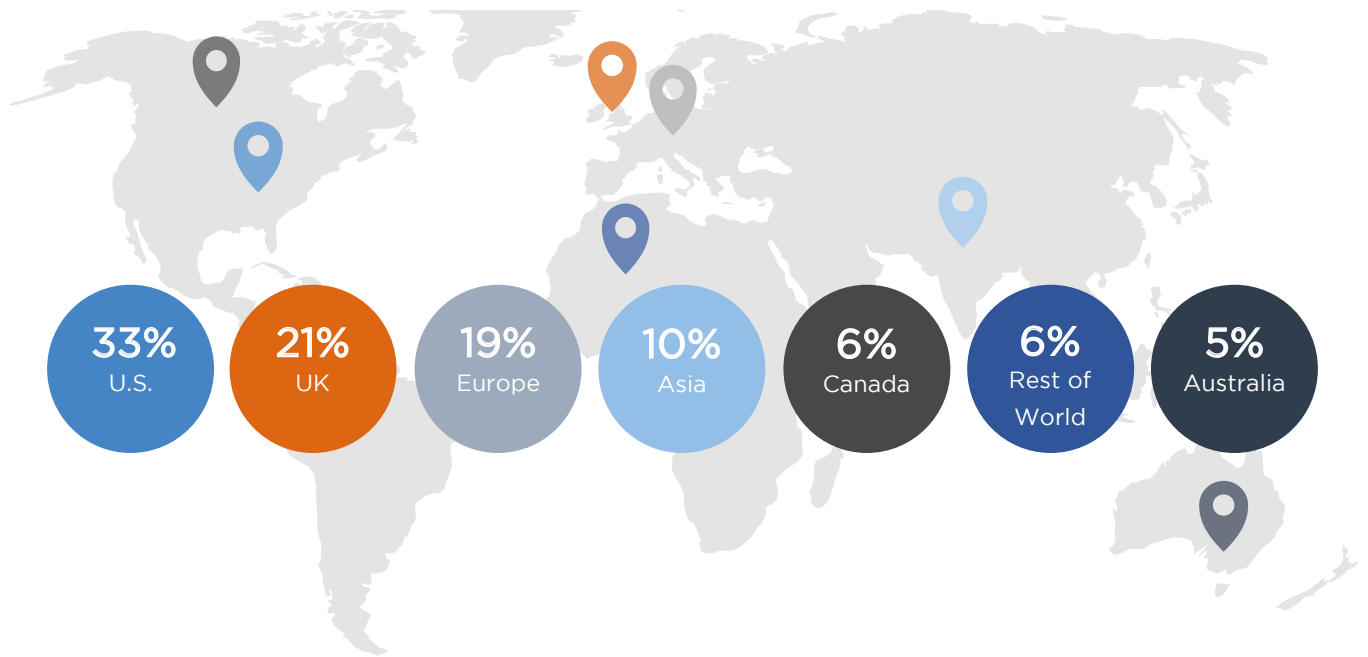 33%
U.S.
21%
UK
19%
Europe
10%
Asia
6%
Canada
6%
Rest of
World
5%
Australia